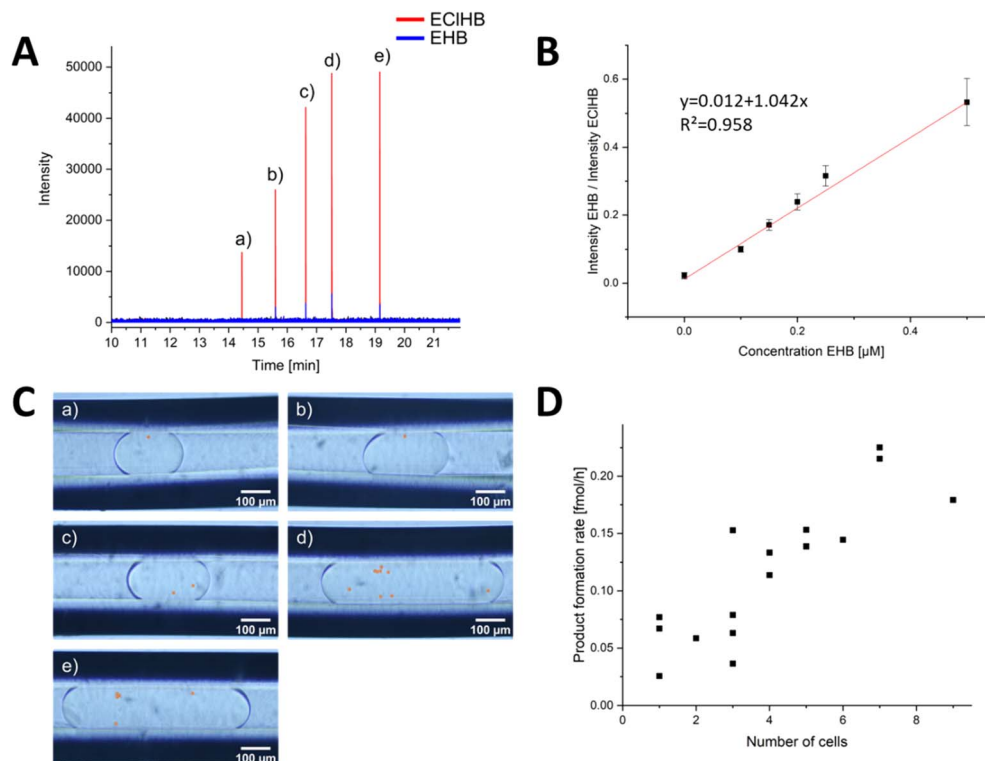 A
EClHB
EHB
a)
b)
c)
d)
e)
50000
40000
30000
20000
10000
0
Intensity
10 11 12 13 14 15 16 17 18 19 20 21
Time [min]
B
y=0.012+1.042x
R²=0.958
0.6
0.4
0.2
0.0
Intensity EHB / Intensity EClHB
0.0 0.2 0.4
Concentration EHB [µM]
C
a)
100 µm
b)
100 µm
c)
100 µm
d)
100 µm
e)
100 µm
D
0.20
0.15
0.10
0.05
0.00
Product formation rate [fmol/h]
0 2 4 6 8
Number of cells